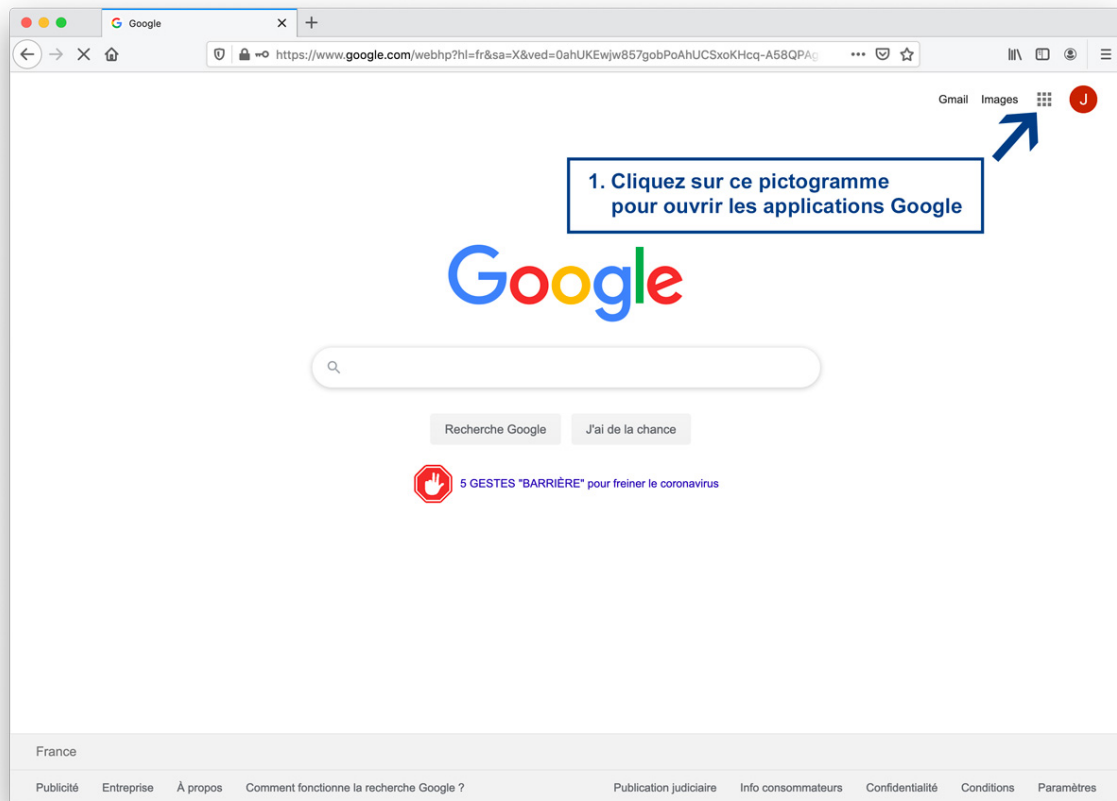 Google
https://www.google.com/webhp?hl=fr&sa=X&ved=0ahUKEwjw857gobPoAhUCSxoKHcq-A58QPAg
Gmail Images J
1. Cliquez sur ce pictogramme
pour ouvrir les applications Google
Google
Recherche Google J'ai de la chance
5 GESTES "BARRIÈRE" pour freiner le coronavirus
France
Publicité Entreprise À propos Comment fonctionne la recherche Google ? Publication judiciaire Info consommateurs Confidentialité Conditions Paramètres